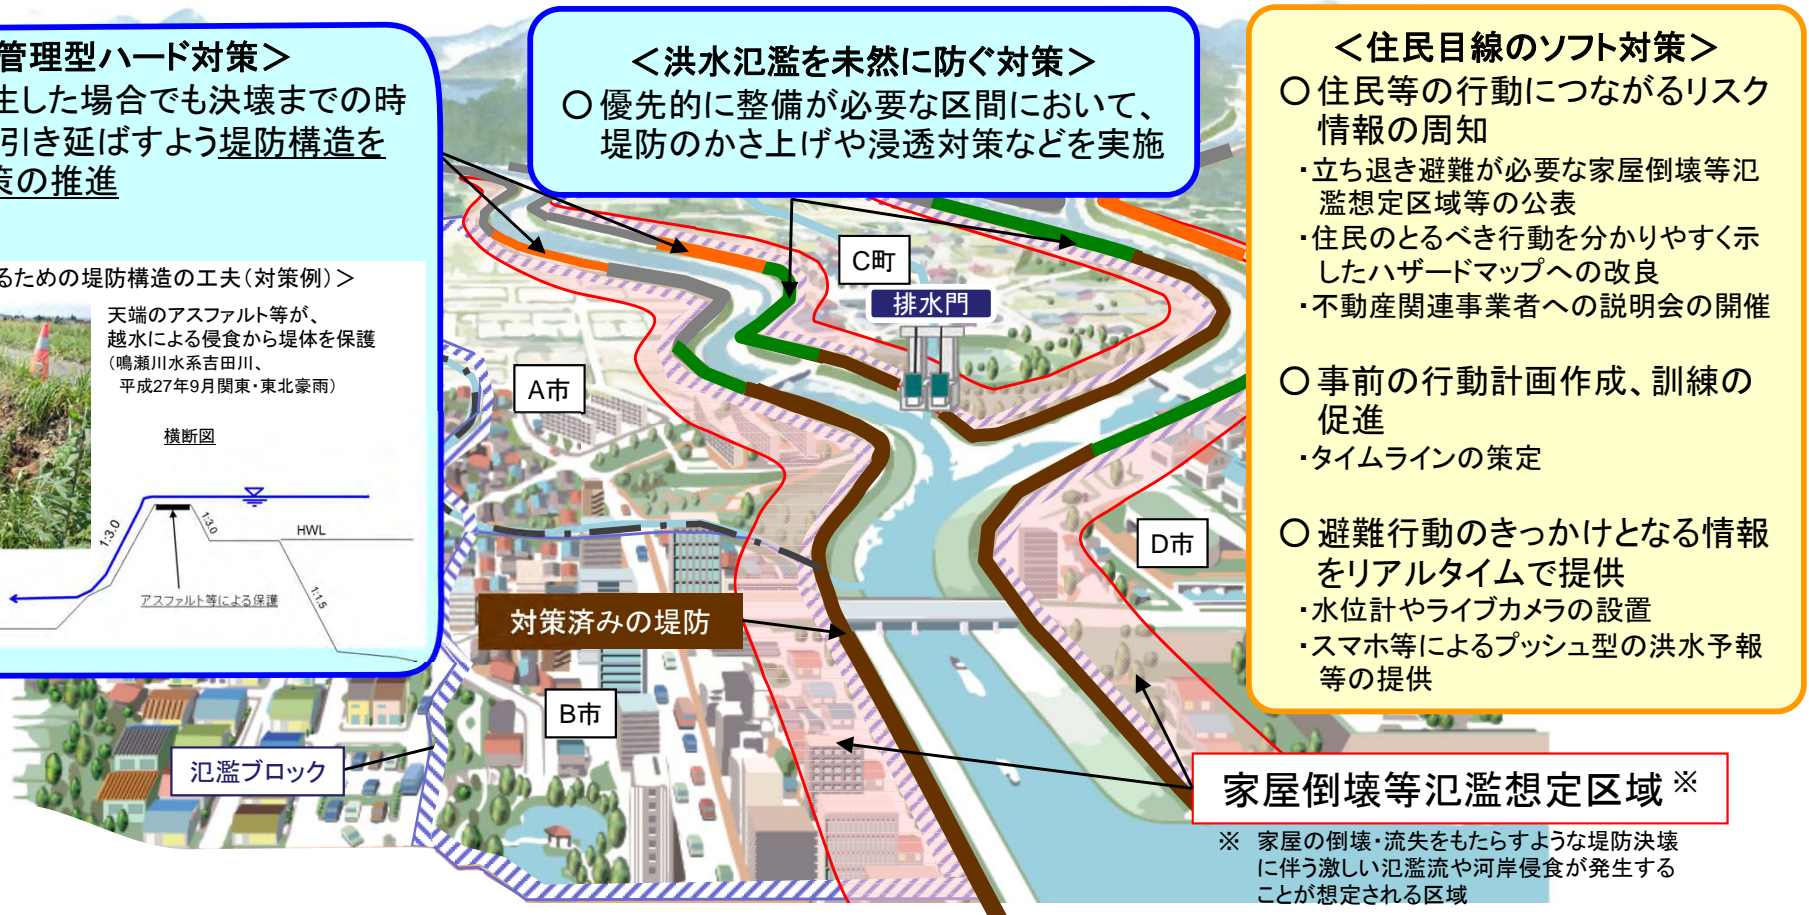 管理型ハード対策＞
生した場合でも決壊までの時
引き延ばすよう堤防構造を
策の推進
るための堤防構造の工夫（対策例）＞
天端のアスファルト等が、
越水による侵食から堤体を保護
（鳴瀬川水系吉田川、
平成27年9月関東・東北豪雨）
横断図
1:3.0
1:3.0
HWL
1:1.5
アスファルト等による保護
＜洪水氾濫を未然に防ぐ対策＞
○優先的に整備が必要な区間において、
堤防のかさ上げや浸透対策などを実施
C町
排水門
A市
D市
対策済みの堤防
B市
氾濫ブロック
＜住民目線のソフト対策＞
○住民等の行動につながるリスク
情報の周知
・立ち退き避難が必要な家屋倒壊等氾
濫想定区域等の公表
・住民のとるべき行動を分かりやすく示
したハザードマップへの改良
・不動産関連事業者への説明会の開催
○事前の行動計画作成、訓練の
促進
・タイムラインの策定
○避難行動のきっかけとなる情報
をリアルタイムで提供
・水位計やライブカメラの設置
・スマホ等によるプッシュ型の洪水予報
等の提供
家屋倒壊等氾濫想定区域※
※ 家屋の倒壊・流失をもたらすような堤防決壊
に伴う激しい氾濫流や河岸侵食が発生する
ことが想定される区域